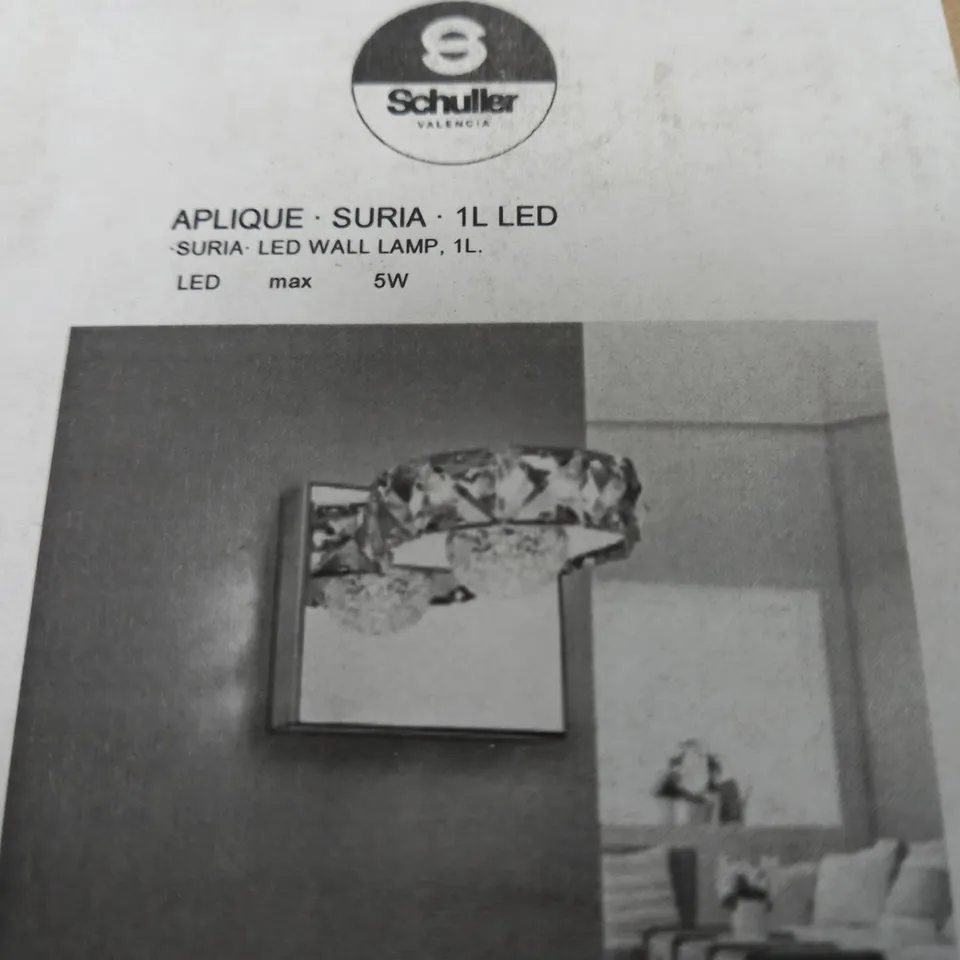 S
Schuller
VALENCIA
APLIQUE · SURIA · 1L LED
·SURIA· LED WALL LAMP, 1L.
LED max 5W